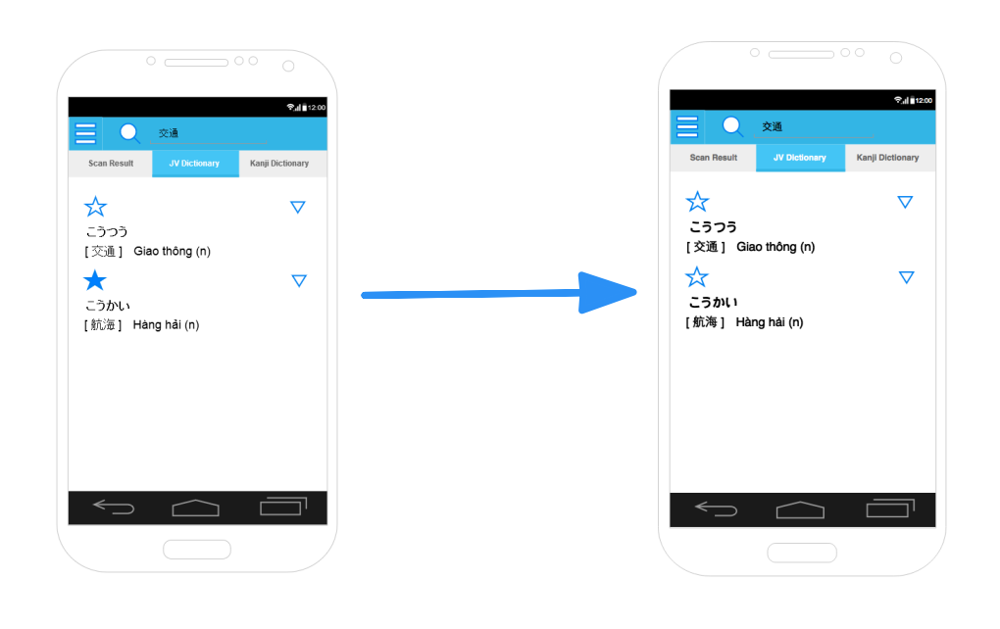 12:00
交通
Scan Result JV Dictionary Kanji Dictionary
こうつう
[ 交通 ] Giao thông (n)
こうかい
[ 航海 ] Hàng hải (n)
12:00
交通
Scan Result JV Dictionary Kanji Dictionary
こうつう
[ 交通 ] Giao thông (n)
こうかい
[ 航海 ] Hàng hải (n)